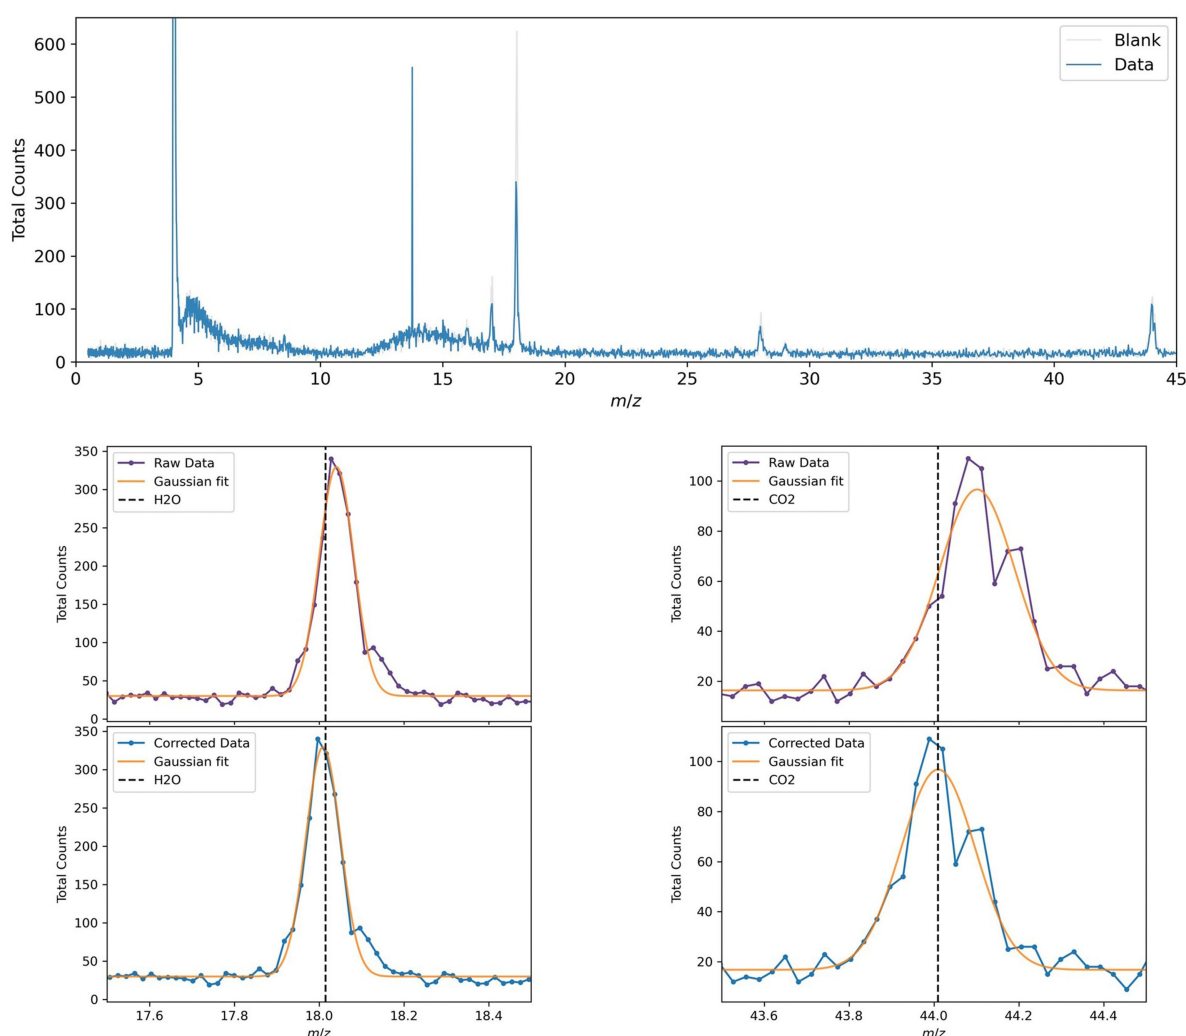 600
500
400
300
200
100
0
Total Counts
Blank
Data
0 5 10 15 20 25 30 35 40 45
m/z
350
300
250
200
150
100
50
0
Total Counts
Raw Data
Gaussian fit
H2O
100
80
60
40
20
Total Counts
Raw Data
Gaussian fit
CO2
350
300
250
200
150
100
50
0
Total Counts
Corrected Data
Gaussian fit
H2O
17.6 17.8 18.0 18.2 18.4
m/z
100
80
60
40
20
Total Counts
Corrected Data
Gaussian fit
CO2
43.6 43.8 44.0 44.2 44.4
m/z